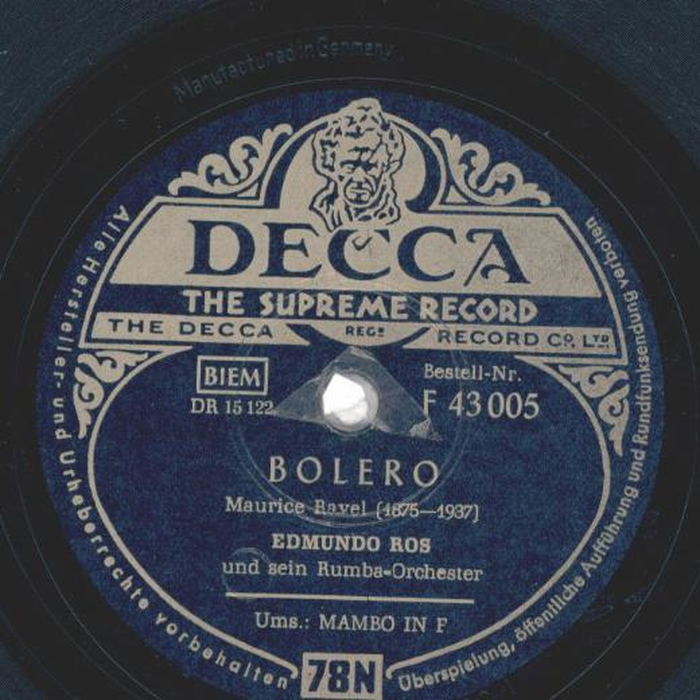 Manufactured in Germany
DECCA
THE SUPREME RECORD
THE DECCA REGD RECORD CO. LTD
BIEM
DR 15 122
Bestell-Nr.
F 43 005
BOLERO
Maurice Ravel (1875—1937)
EDMUNDO ROS
und sein Rumba-Orchester
Ums.: MAMBO IN F
78N
Alle Hersteller- und Urheberrechte vorbehalten
Überspielung, öffentliche Aufführung und Rundfunksendung verboten